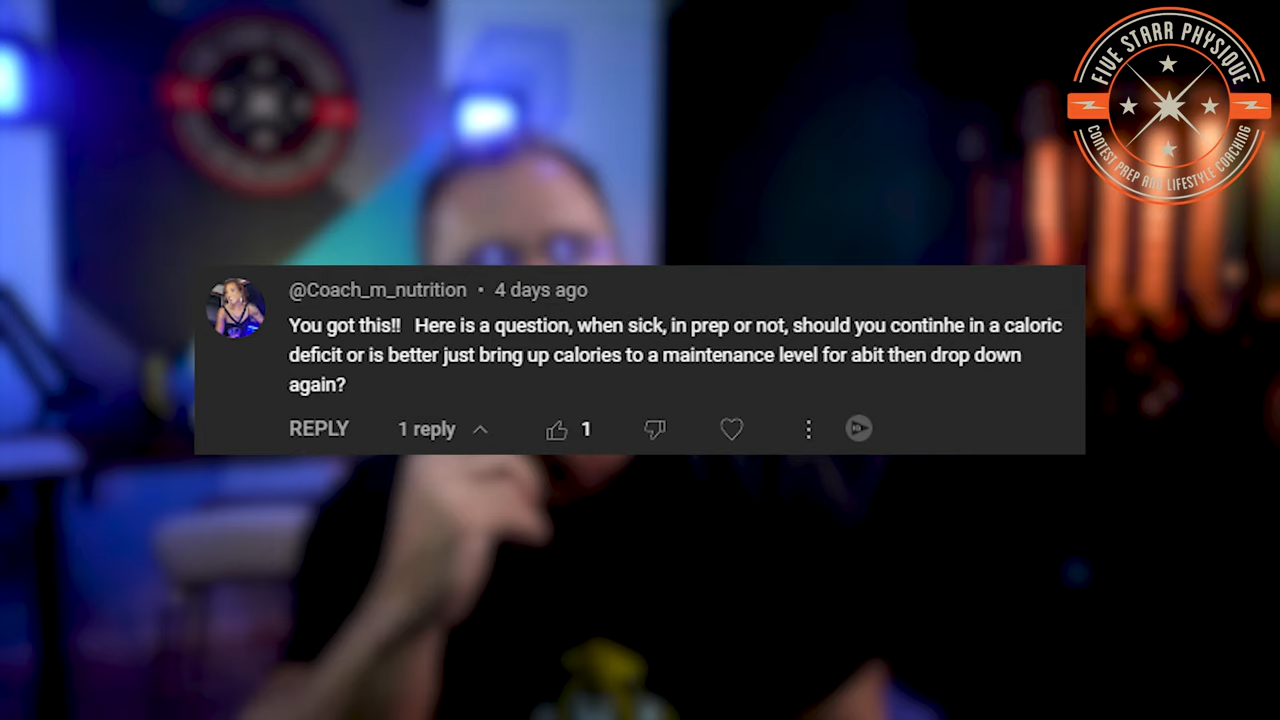 FIVE STARR PHYSIQUE
CONTEST PREP AND LIFESTYLE COACHING
@Coach_m_nutrition • 4 days ago
You got this!! Here is a question, when sick, in prep or not, should you continhe in a caloric
deficit or is better just bring up calories to a maintenance level for abit then drop down
again?
REPLY 1 reply 1